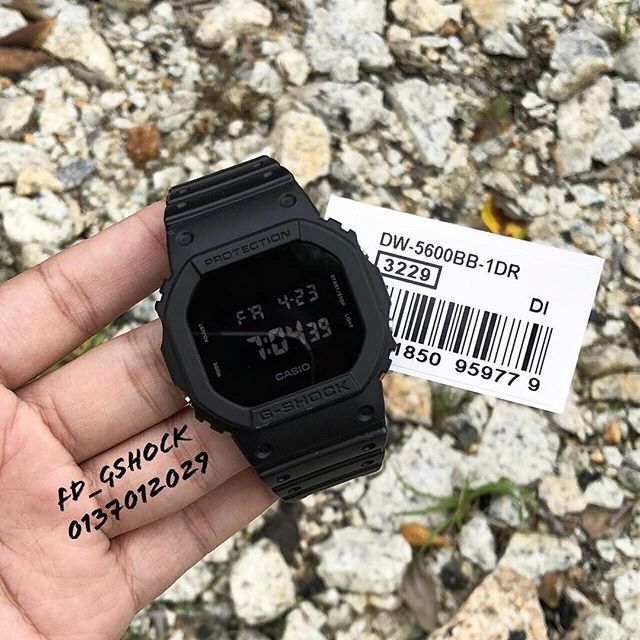 DW-5600BB-1DR
3229
DI
1850 95977 9
PROTECTION
FR 4-23
7:04 39
CASIO
G-SHOCK
FD_GSHOCK
0137012029